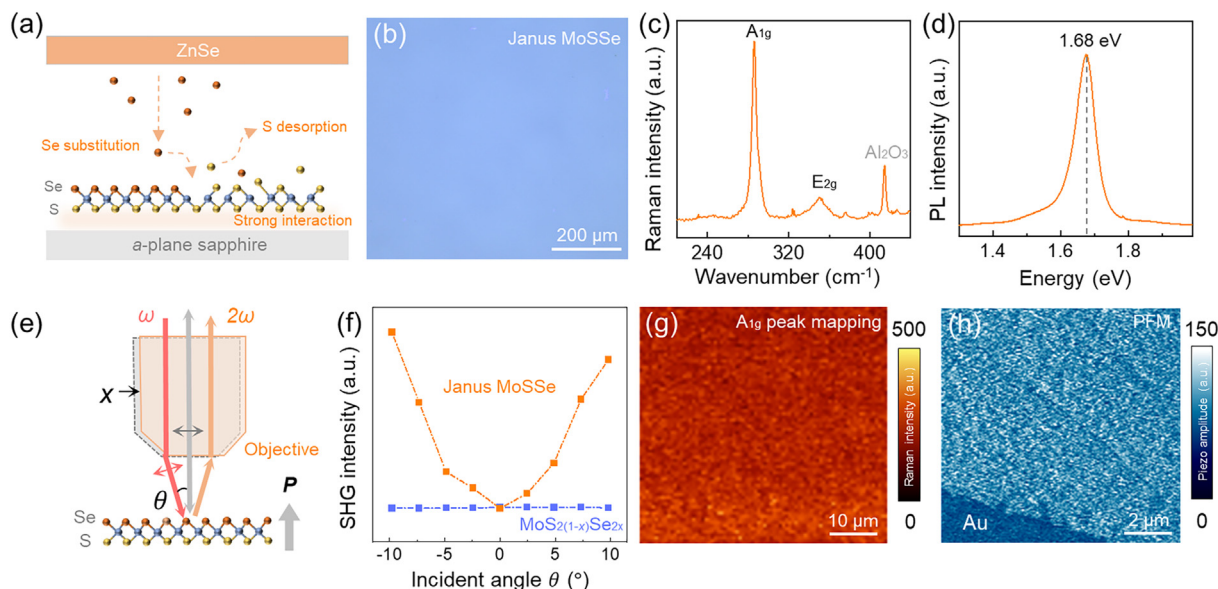 (a)
ZnSe
Se substitution
S desorption
Se
S
Strong interaction
a-plane sapphire
(b)
Janus MoSSe
200 μm
(c)
Raman intensity (a.u.)
A1g
E2g
Al2O3
240 320 400
Wavenumber (cm-1)
(d)
PL intensity (a.u.)
1.68 eV
1.4 1.6 1.8
Energy (eV)
(e)
ω
2ω
x
Objective
θ
P
Se
S
(f)
SHG intensity (a.u.)
Janus MoSSe
MoS2(1-x)Se2x
-10 -5 0 5 10
Incident angle θ (°)
(g)
A1g peak mapping
10 μm
500
Raman intensity (a.u.)
0
(h)
PFM
Au
2 μm
150
Piezo amplitude (a.u.)
0